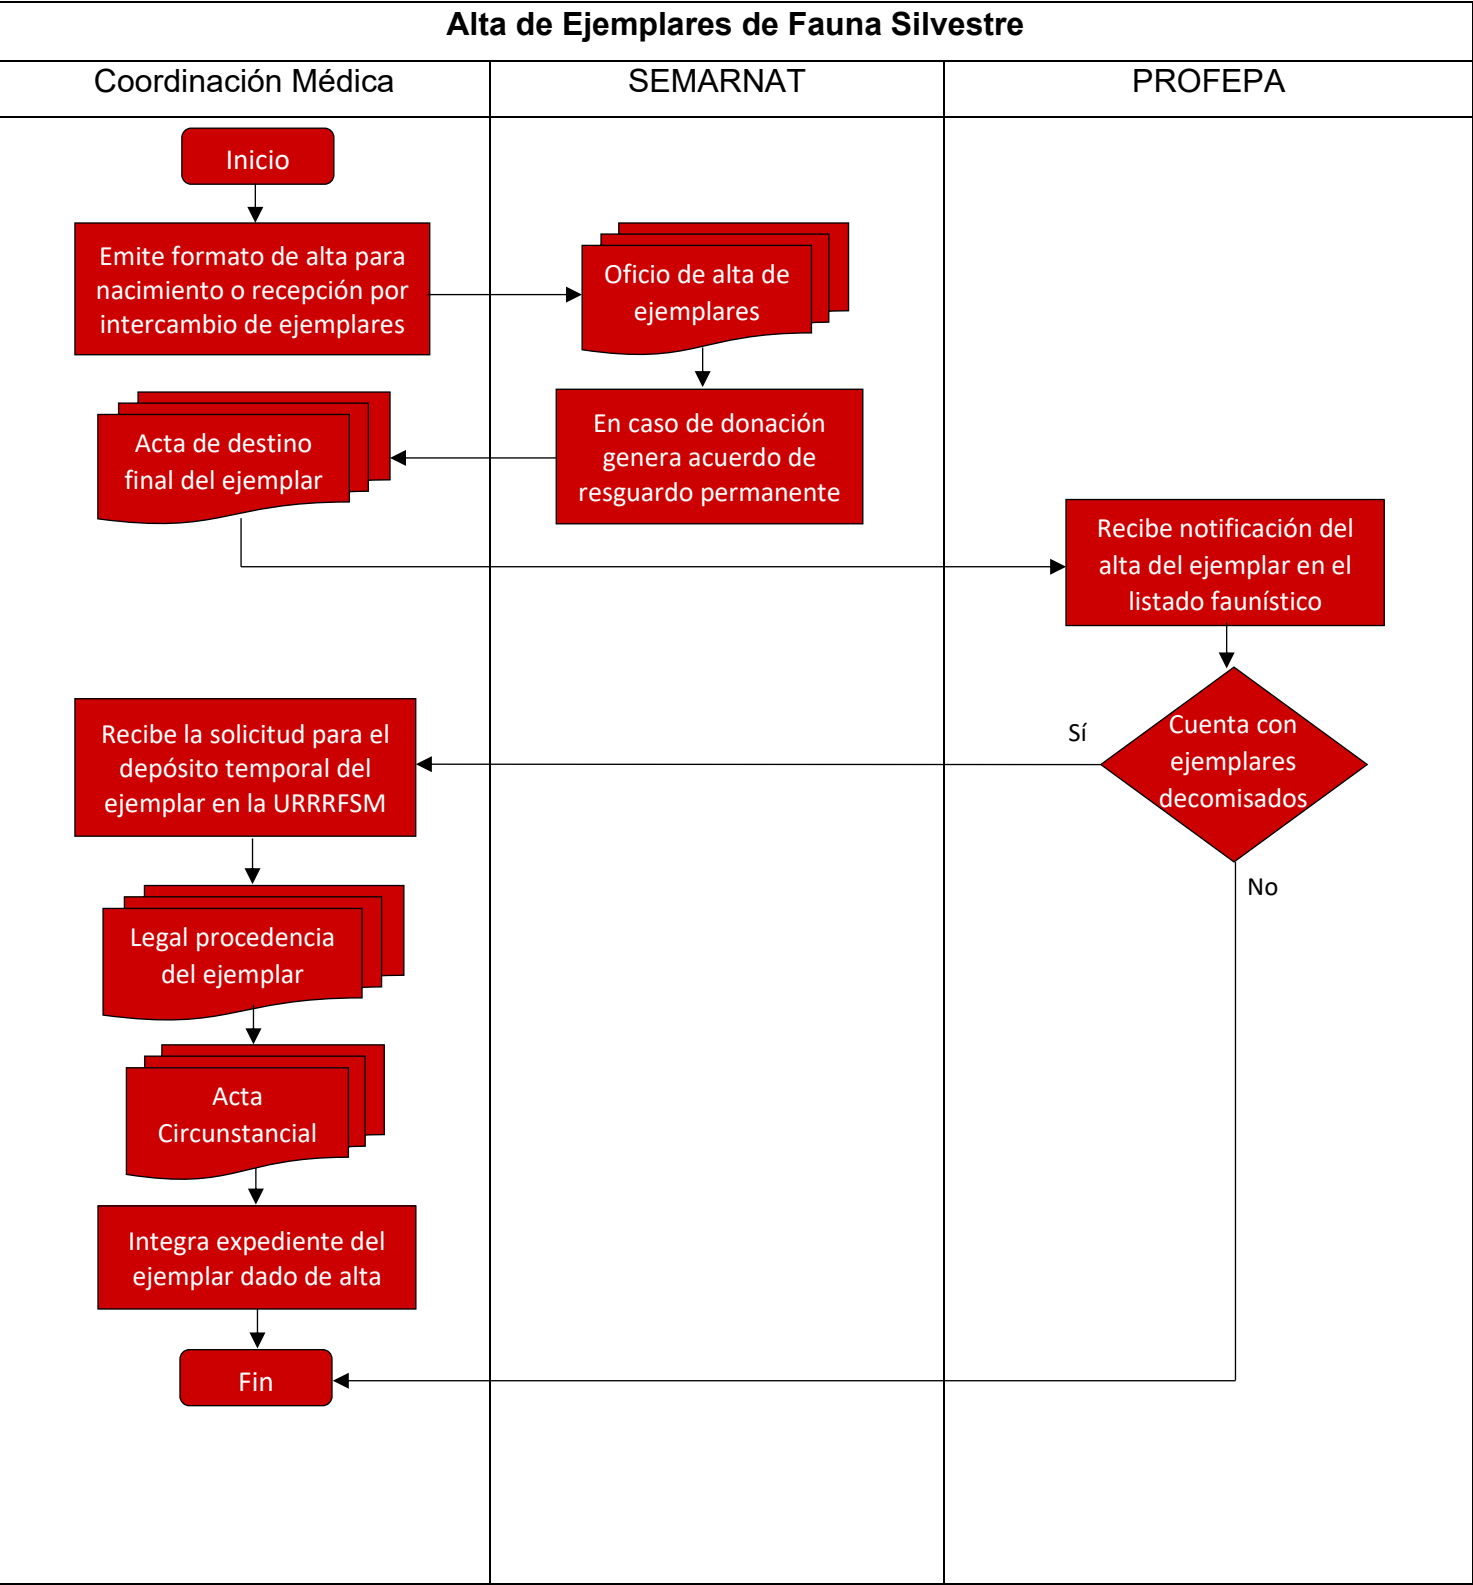 Alta de Ejemplares de Fauna Silvestre
Coordinación Médica
SEMARNAT
PROFEPA
Inicio
Emite formato de alta para
nacimiento o recepción por
intercambio de ejemplares
Oficio de alta de
ejemplares
En caso de donación
genera acuerdo de
resguardo permanente
Acta de destino
final del ejemplar
Recibe notificación del
alta del ejemplar en el
listado faunístico
Cuenta con
ejemplares
decomisados
Sí
No
Recibe la solicitud para el
depósito temporal del
ejemplar en la URRRFSM
Legal procedencia
del ejemplar
Acta
Circunstancial
Integra expediente del
ejemplar dado de alta
Fin